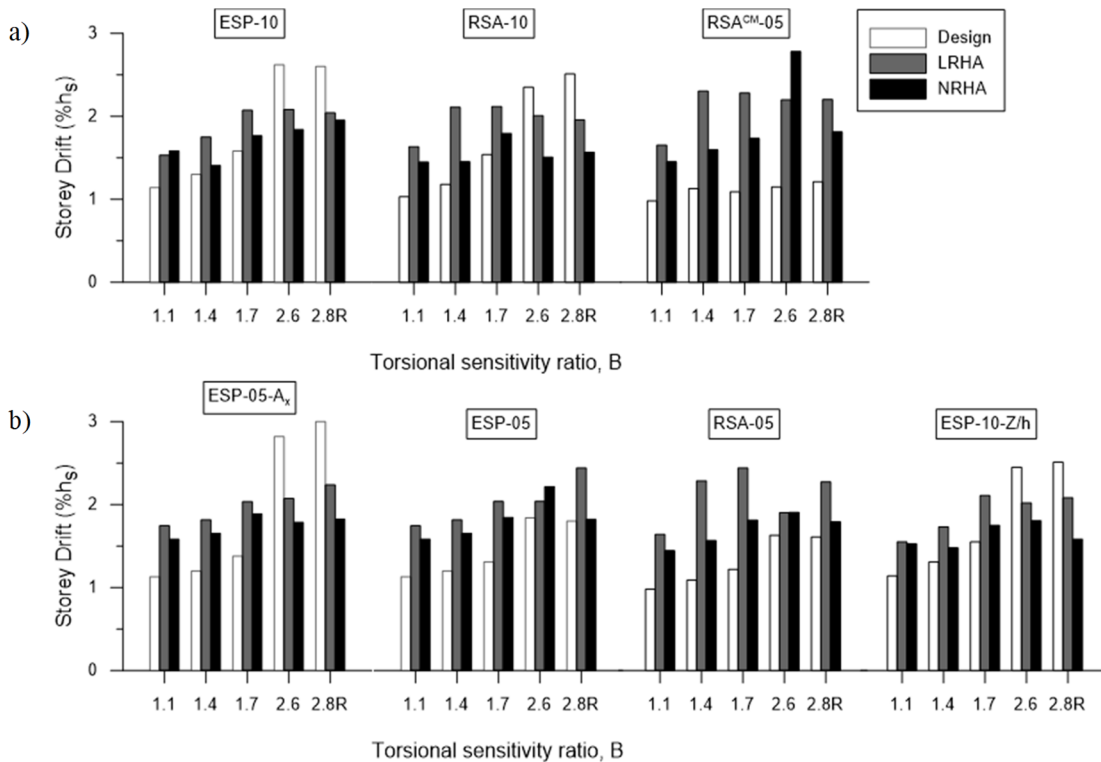 a)
ESP-10 RSA-10 RSAᶜᴹ-05
Design
LRHA
NRHA
Storey Drift (%hₛ)
3
2
1
0
1.1 1.4 1.7 2.6 2.8R 1.1 1.4 1.7 2.6 2.8R 1.1 1.4 1.7 2.6 2.8R
Torsional sensitivity ratio, B
b)
ESP-05-Aₓ ESP-05 RSA-05 ESP-10-Z/h
Storey Drift (%hₛ)
3
2
1
0
1.1 1.4 1.7 2.6 2.8R 1.1 1.4 1.7 2.6 2.8R 1.1 1.4 1.7 2.6 2.8R 1.1 1.4 1.7 2.6 2.8R
Torsional sensitivity ratio, B